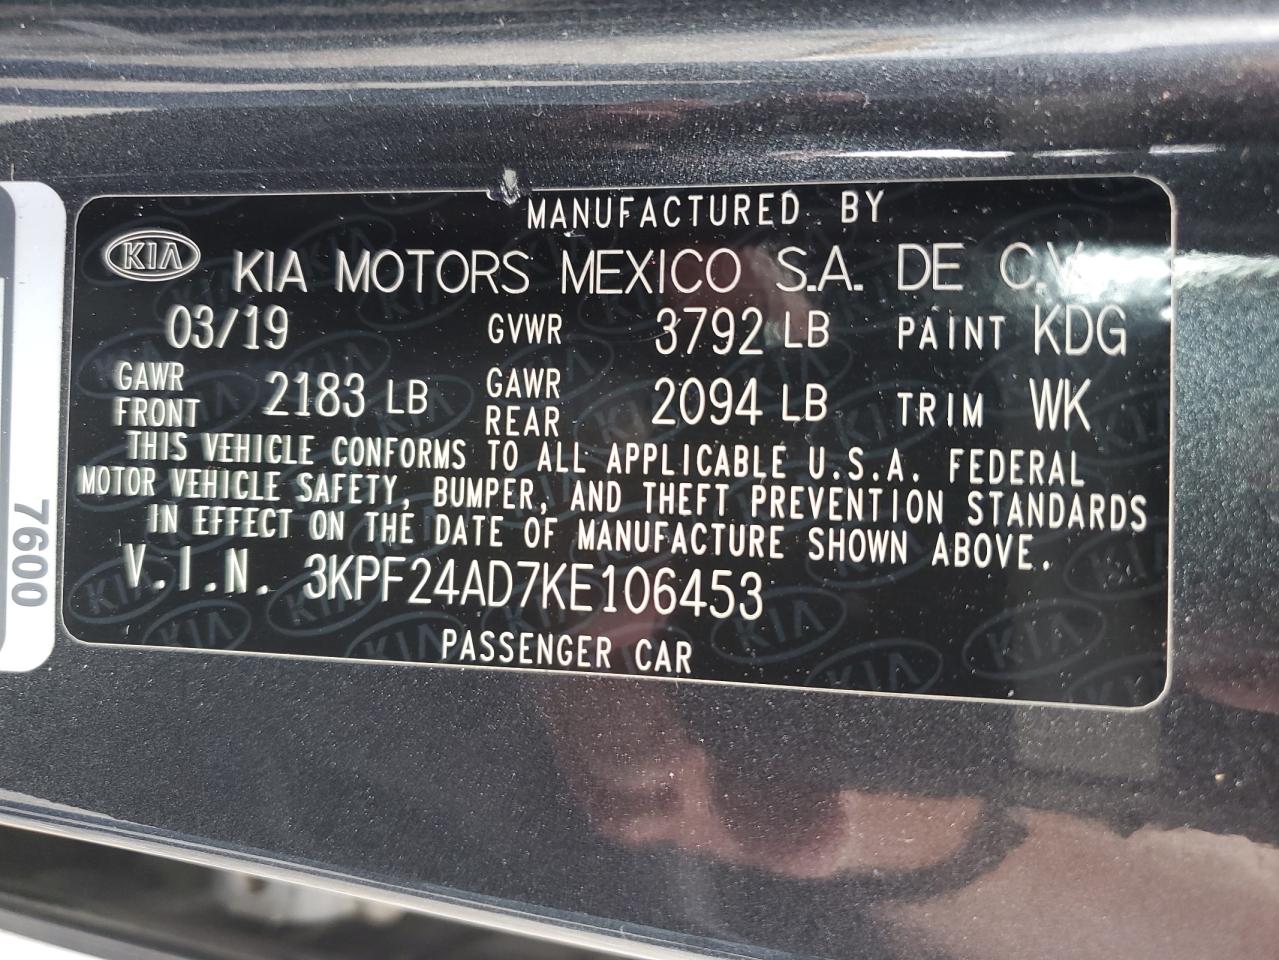 MANUFACTURED BY
KIA KIA MOTORS MEXICO S.A. DE C.V.
03/19 GVWR 3792 LB PAINT KDG
GAWR FRONT 2183 LB GAWR REAR 2094 LB TRIM WK
THIS VEHICLE CONFORMS TO ALL APPLICABLE U.S.A. FEDERAL
MOTOR VEHICLE SAFETY, BUMPER, AND THEFT PREVENTION STANDARDS
IN EFFECT ON THE DATE OF MANUFACTURE SHOWN ABOVE.
V.I.N. 3KPF24AD7KE106453
PASSENGER CAR
7600